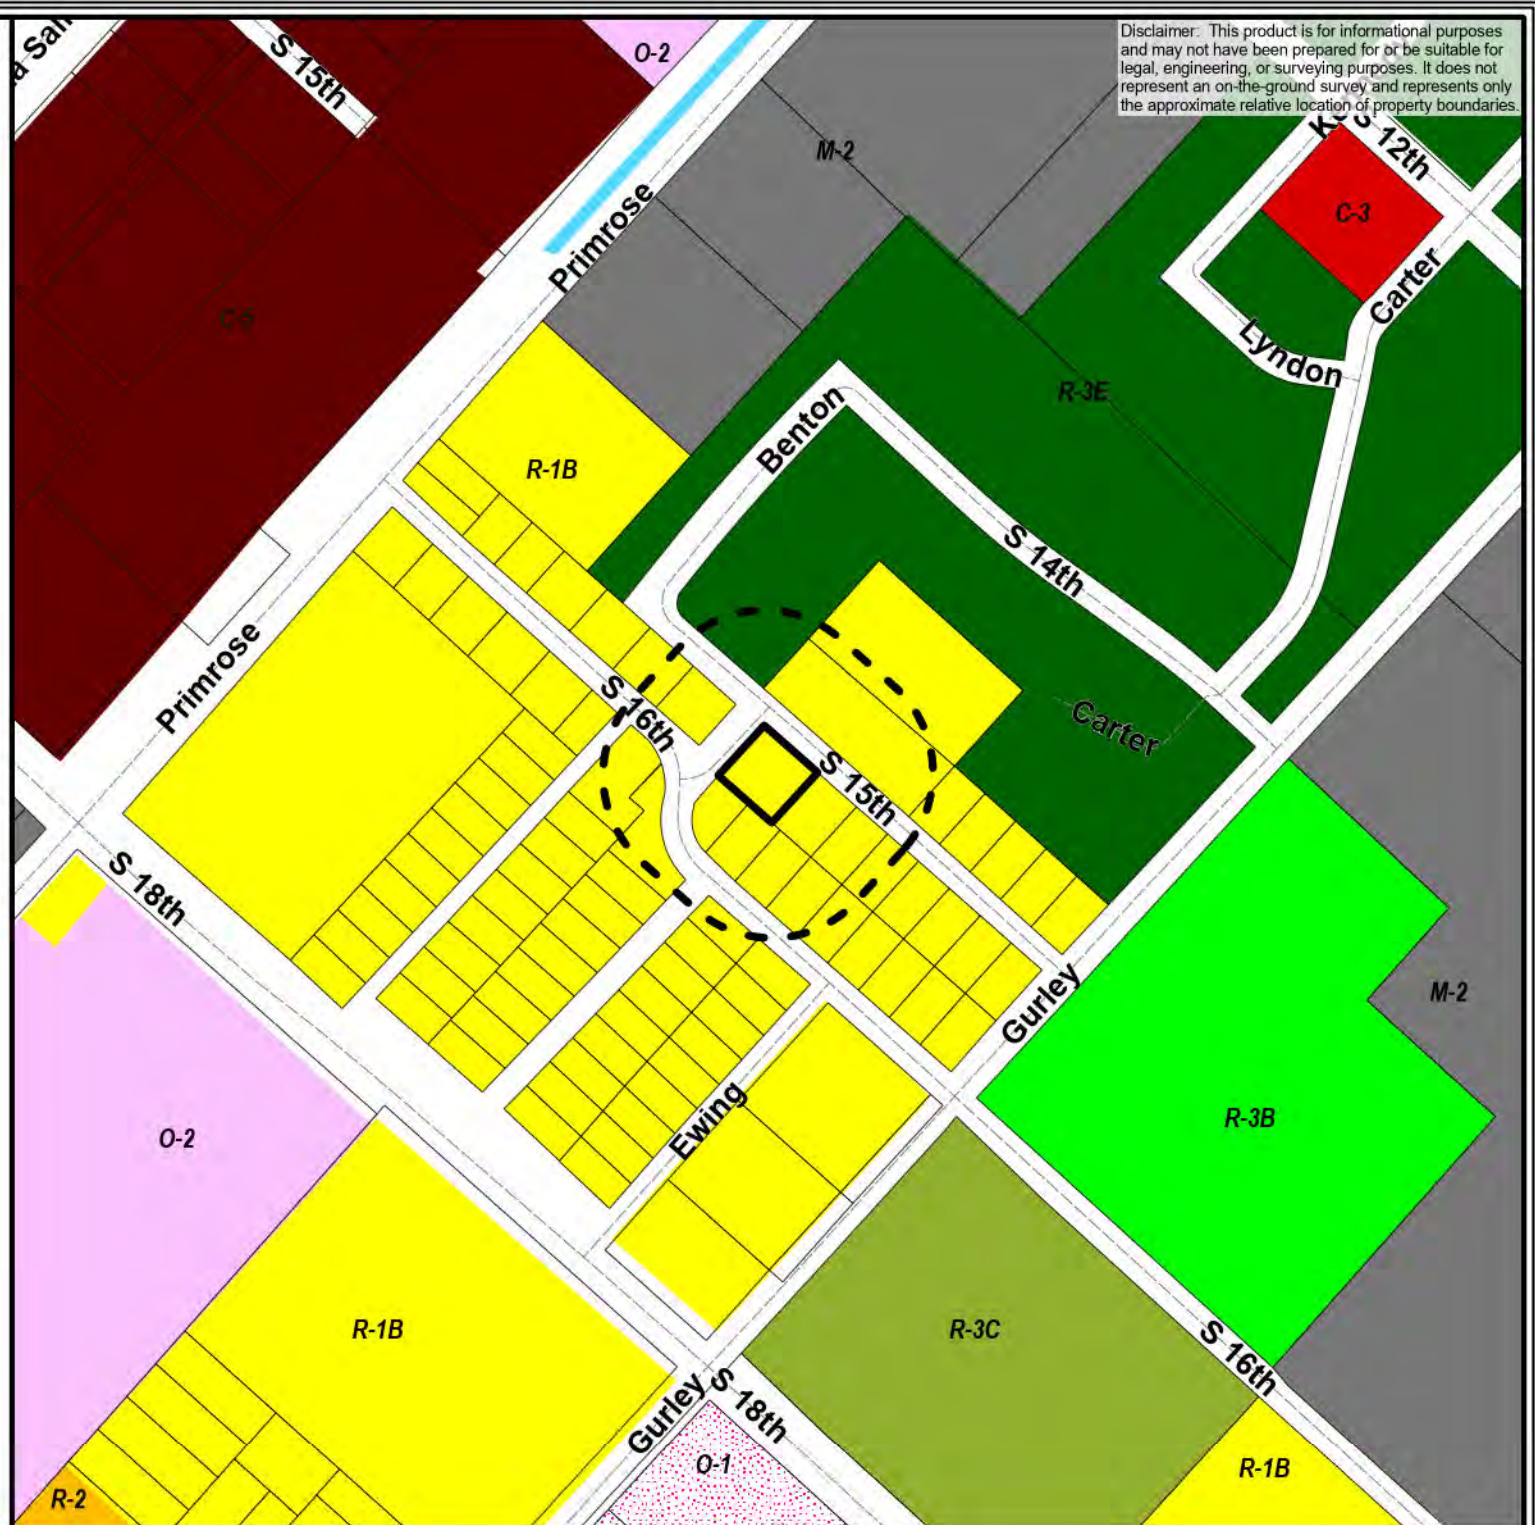 Disclaimer: This product is for informational purposes
and may not have been prepared for or be suitable for
legal, engineering, or surveying purposes. It does not
represent an on-the-ground survey and represents only
the approximate relative location of property boundaries.
S 15th
O-2
M-2
S 12th
C-3
Primrose
Carter
C-5
Lyndon
R-3E
Benton
R-1B
S 14th
Primrose
S 16th
Carter
S 15th
S 18th
Gurley
M-2
Ewing
R-3B
O-2
R-1B
R-3C
S 16th
Gurley
S 18th
O-1
R-1B
R-2